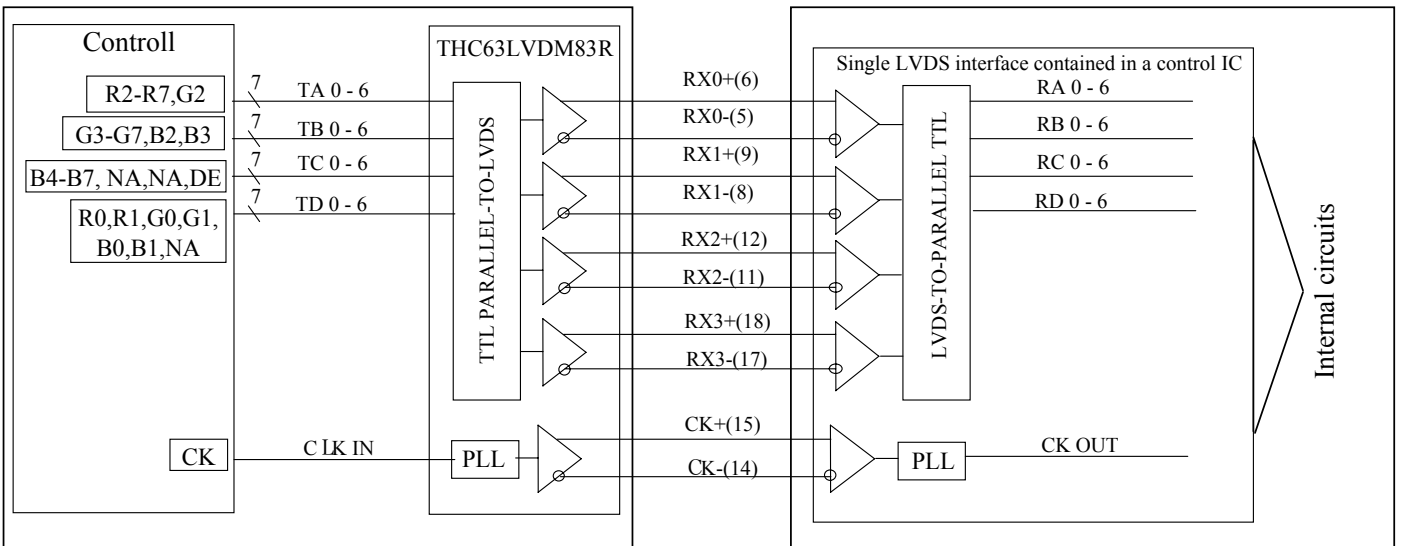 Controll
R2-R7,G2
G3-G7,B2,B3
B4-B7, NA,NA,DE
R0,R1,G0,G1,
B0,B1,NA
CK
7
TA 0 - 6
7
TB 0 - 6
7
TC 0 - 6
7
TD 0 - 6
CLK IN
THC63LVDM83R
TTL PARALLEL-TO-LVDS
PLL
RX0+(6)
RX0-(5)
RX1+(9)
RX1-(8)
RX2+(12)
RX2-(11)
RX3+(18)
RX3-(17)
CK+(15)
CK-(14)
Single LVDS interface contained in a control IC
LVDS-TO-PARALLEL TTL
PLL
RA 0 - 6
RB 0 - 6
RC 0 - 6
RD 0 - 6
CK OUT
Internal circuits